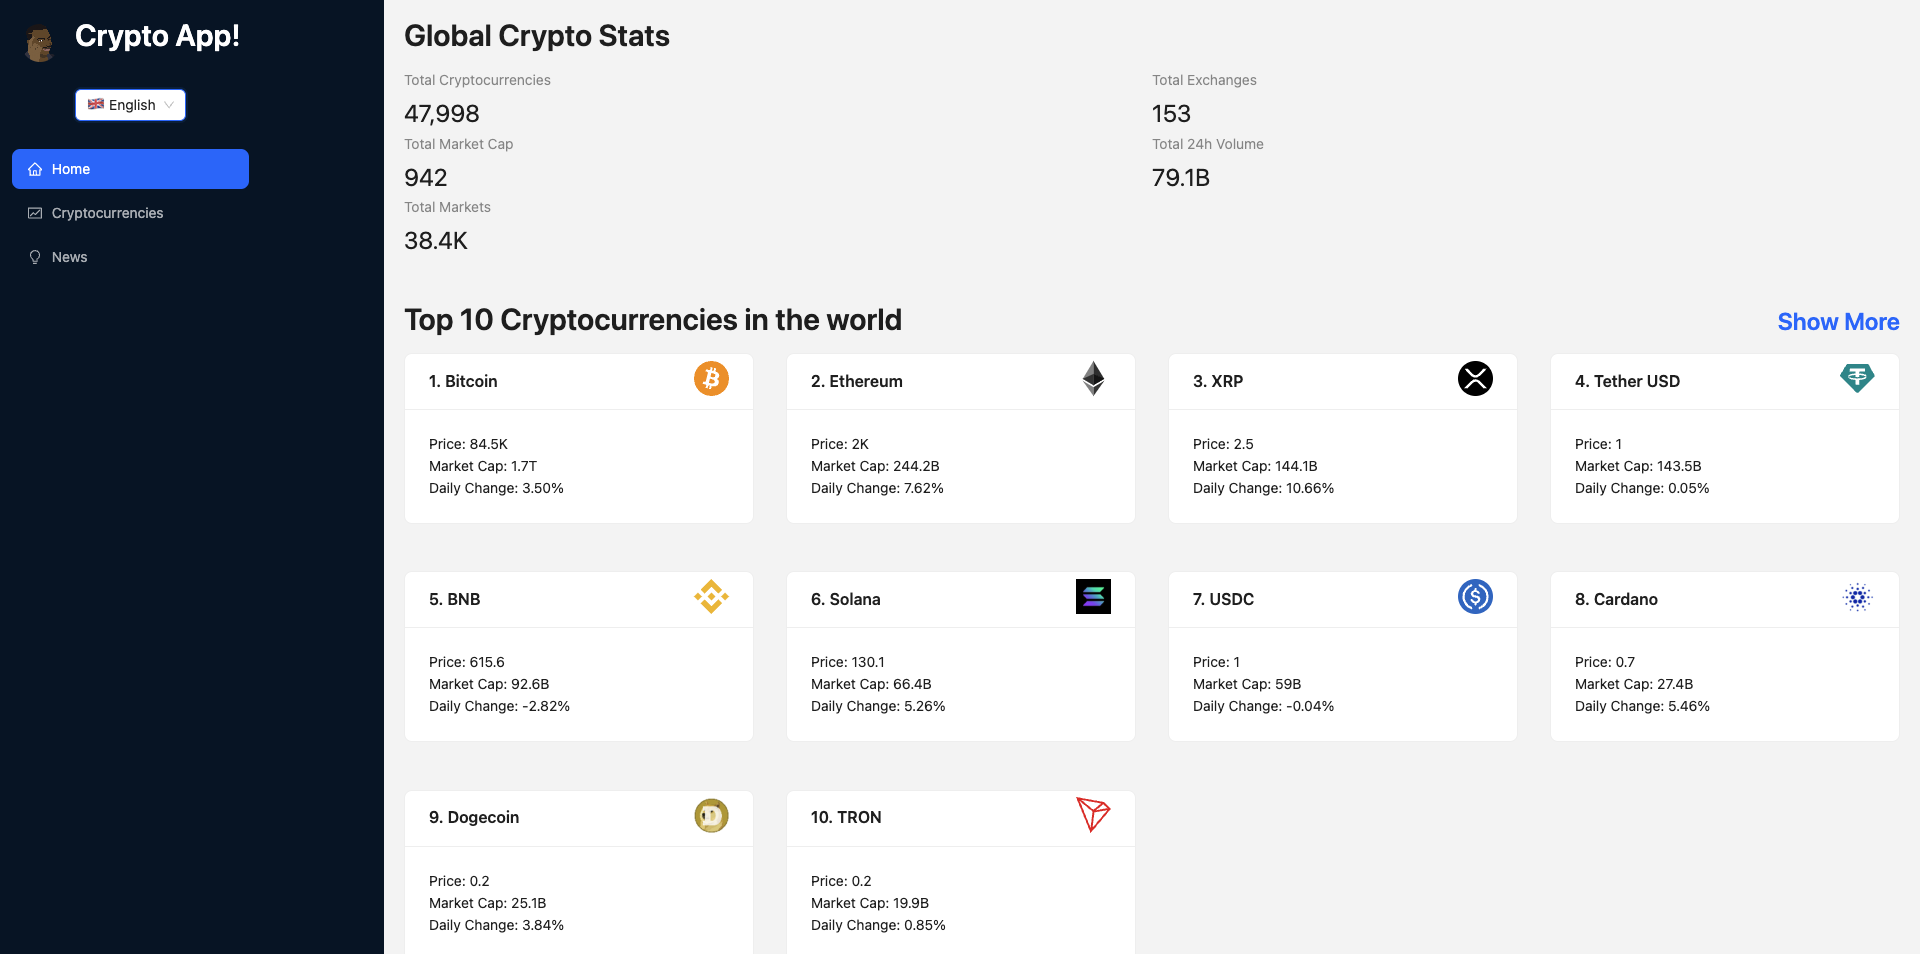 Crypto App!
English
Home
Cryptocurrencies
News
Global Crypto Stats
Total Cryptocurrencies
47,998
Total Exchanges
153
Total Market Cap
942
Total 24h Volume
79.1B
Total Markets
38.4K
Top 10 Cryptocurrencies in the world
Show More
1. Bitcoin
Price: 84.5K
Market Cap: 1.7T
Daily Change: 3.50%
2. Ethereum
Price: 2K
Market Cap: 244.2B
Daily Change: 7.62%
3. XRP
Price: 2.5
Market Cap: 144.1B
Daily Change: 10.66%
4. Tether USD
Price: 1
Market Cap: 143.5B
Daily Change: 0.05%
5. BNB
Price: 615.6
Market Cap: 92.6B
Daily Change: -2.82%
6. Solana
Price: 130.1
Market Cap: 66.4B
Daily Change: 5.26%
7. USDC
Price: 1
Market Cap: 59B
Daily Change: -0.04%
8. Cardano
Price: 0.7
Market Cap: 27.4B
Daily Change: 5.46%
9. Dogecoin
Price: 0.2
Market Cap: 25.1B
Daily Change: 3.84%
10. TRON
Price: 0.2
Market Cap: 19.9B
Daily Change: 0.85%